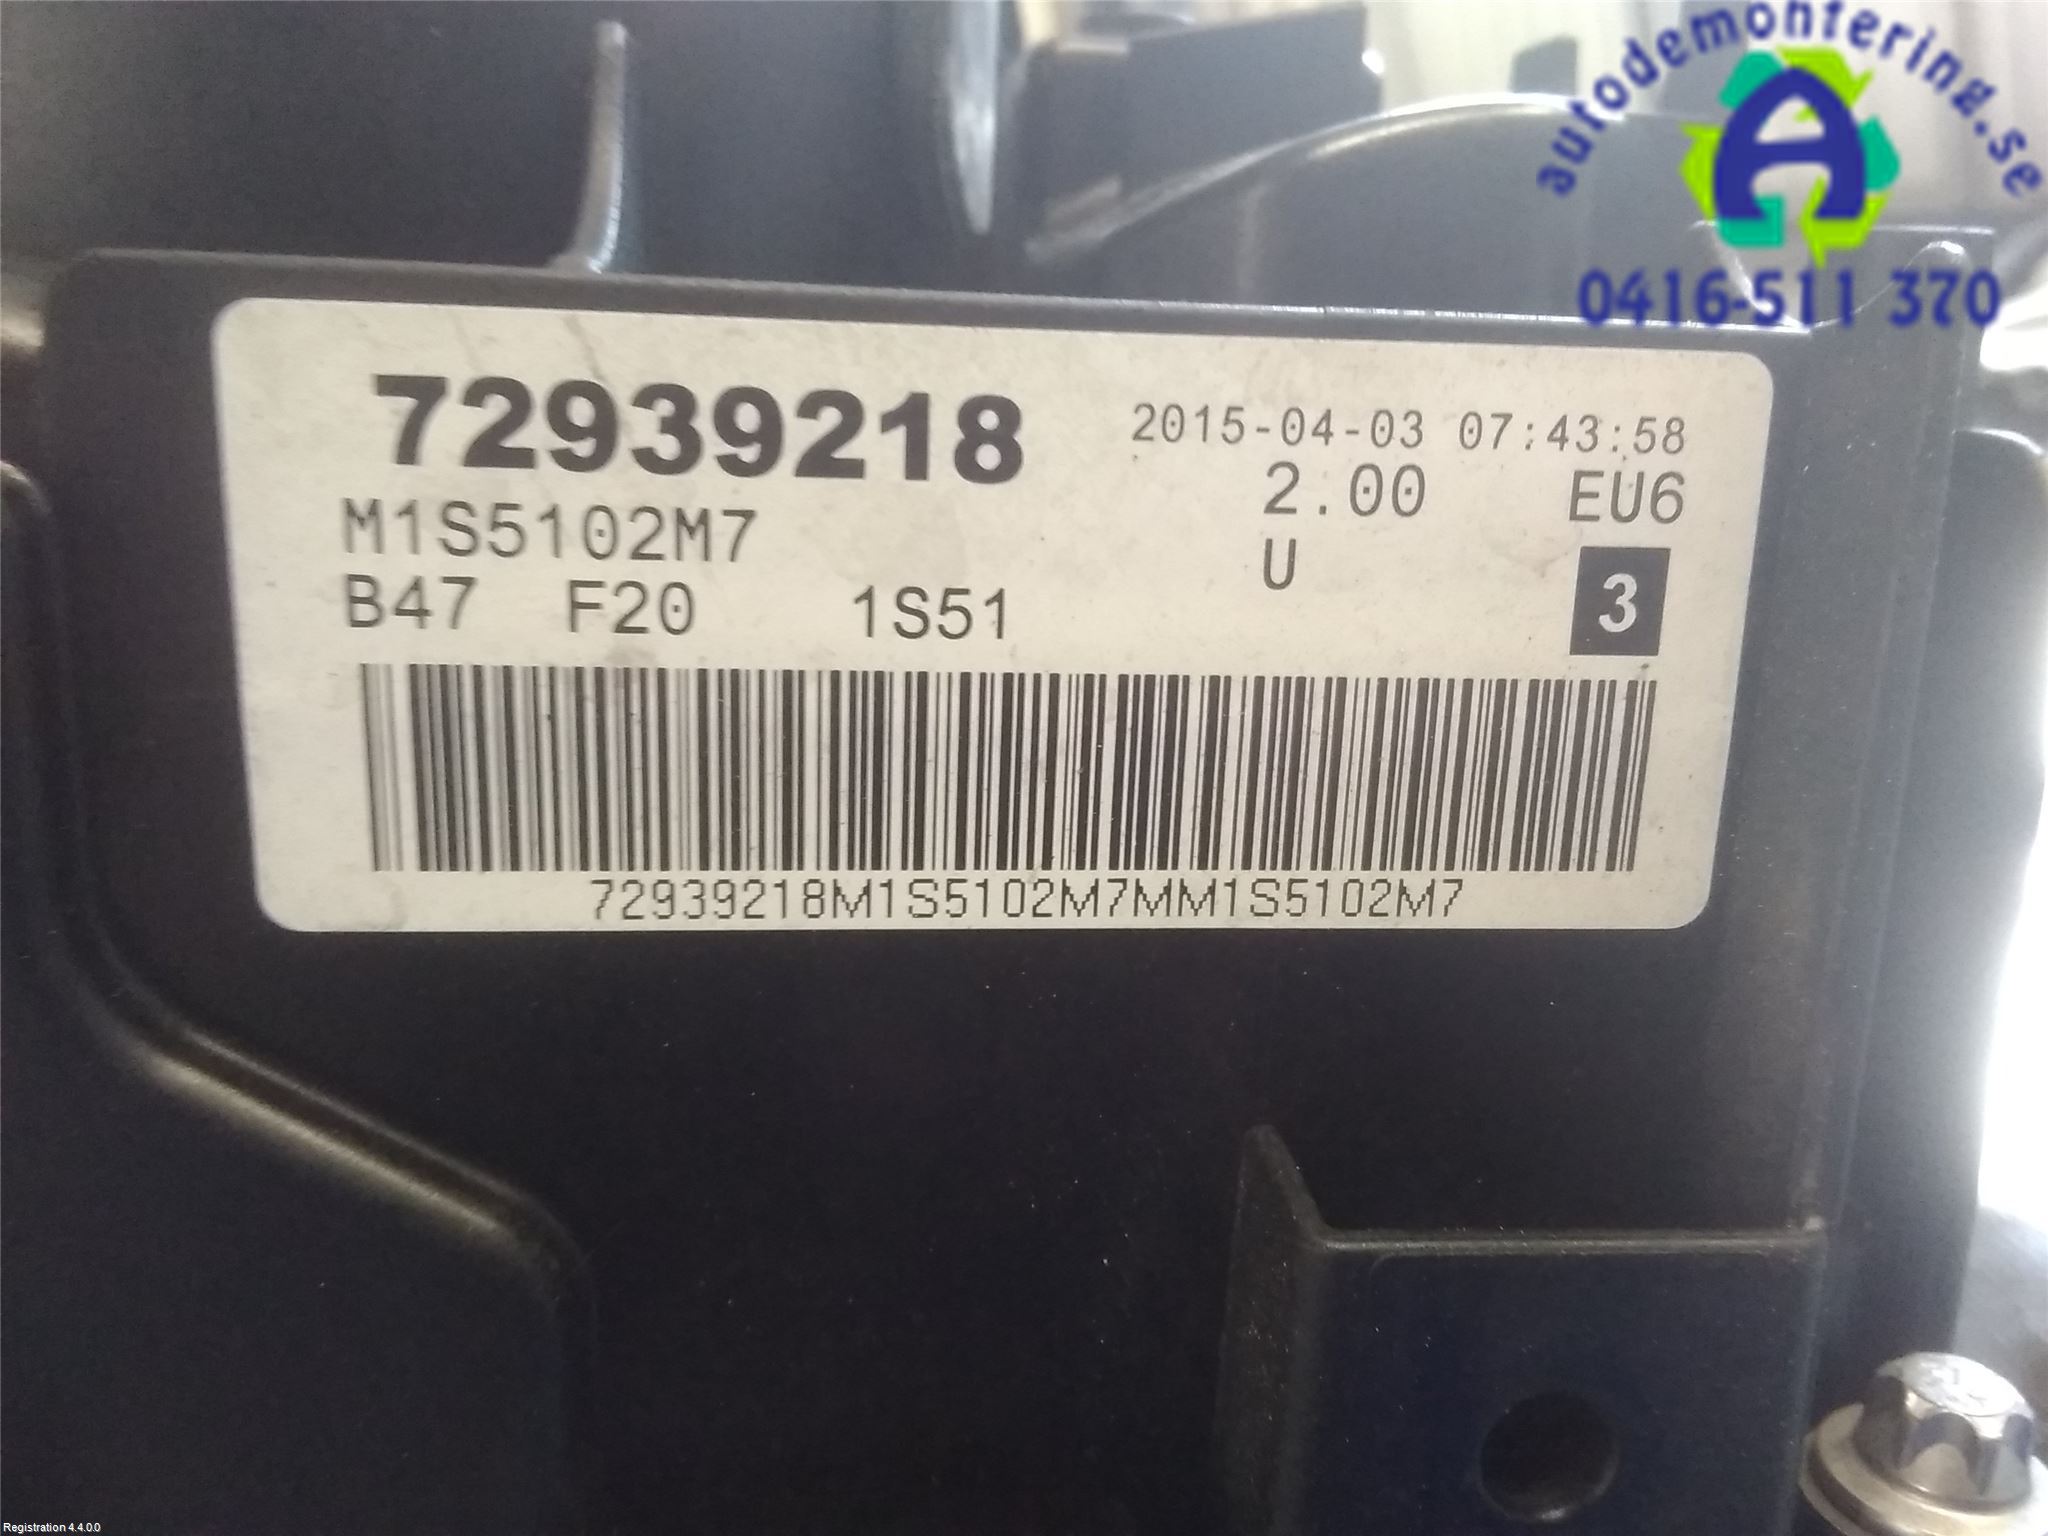 autodemontering.se
A
0416-511 370
72939218
2015-04-03 07:43:58
M1S5102M7
2.00 EU6
U
B47 F20 1S51
3
72939218M1S5102M7MM1S5102M7
Registration 4.4.0.0